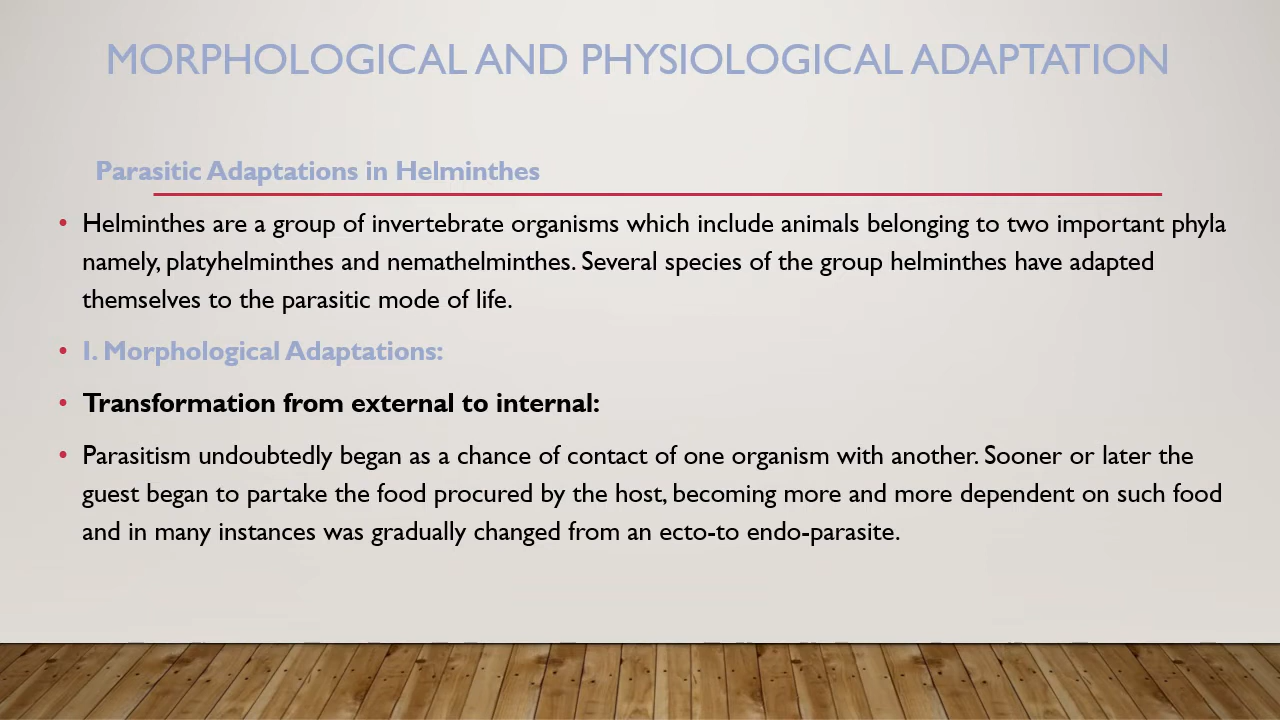 MORPHOLOGICAL AND PHYSIOLOGICAL ADAPTATION
Parasitic Adaptations in Helminthes
• Helminthes are a group of invertebrate organisms which include animals belonging to two important phyla
namely, platyhelminthes and nemathelminthes. Several species of the group helminthes have adapted
themselves to the parasitic mode of life.
• I. Morphological Adaptations:
• Transformation from external to internal:
• Parasitism undoubtedly began as a chance of contact of one organism with another. Sooner or later the
guest began to partake the food procured by the host, becoming more and more dependent on such food
and in many instances was gradually changed from an ecto-to endo-parasite.